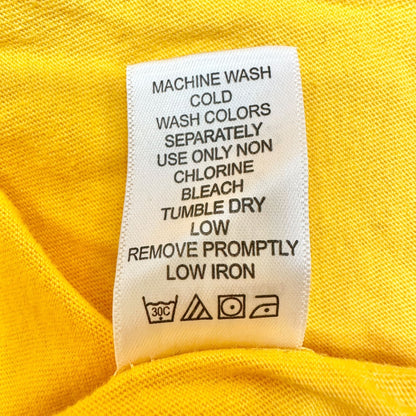 MACHINE WASH
COLD
WASH COLORS
SEPARATELY
USE ONLY NON
CHLORINE
BLEACH
TUMBLE DRY
LOW
REMOVE PROMPTLY
LOW IRON
30C